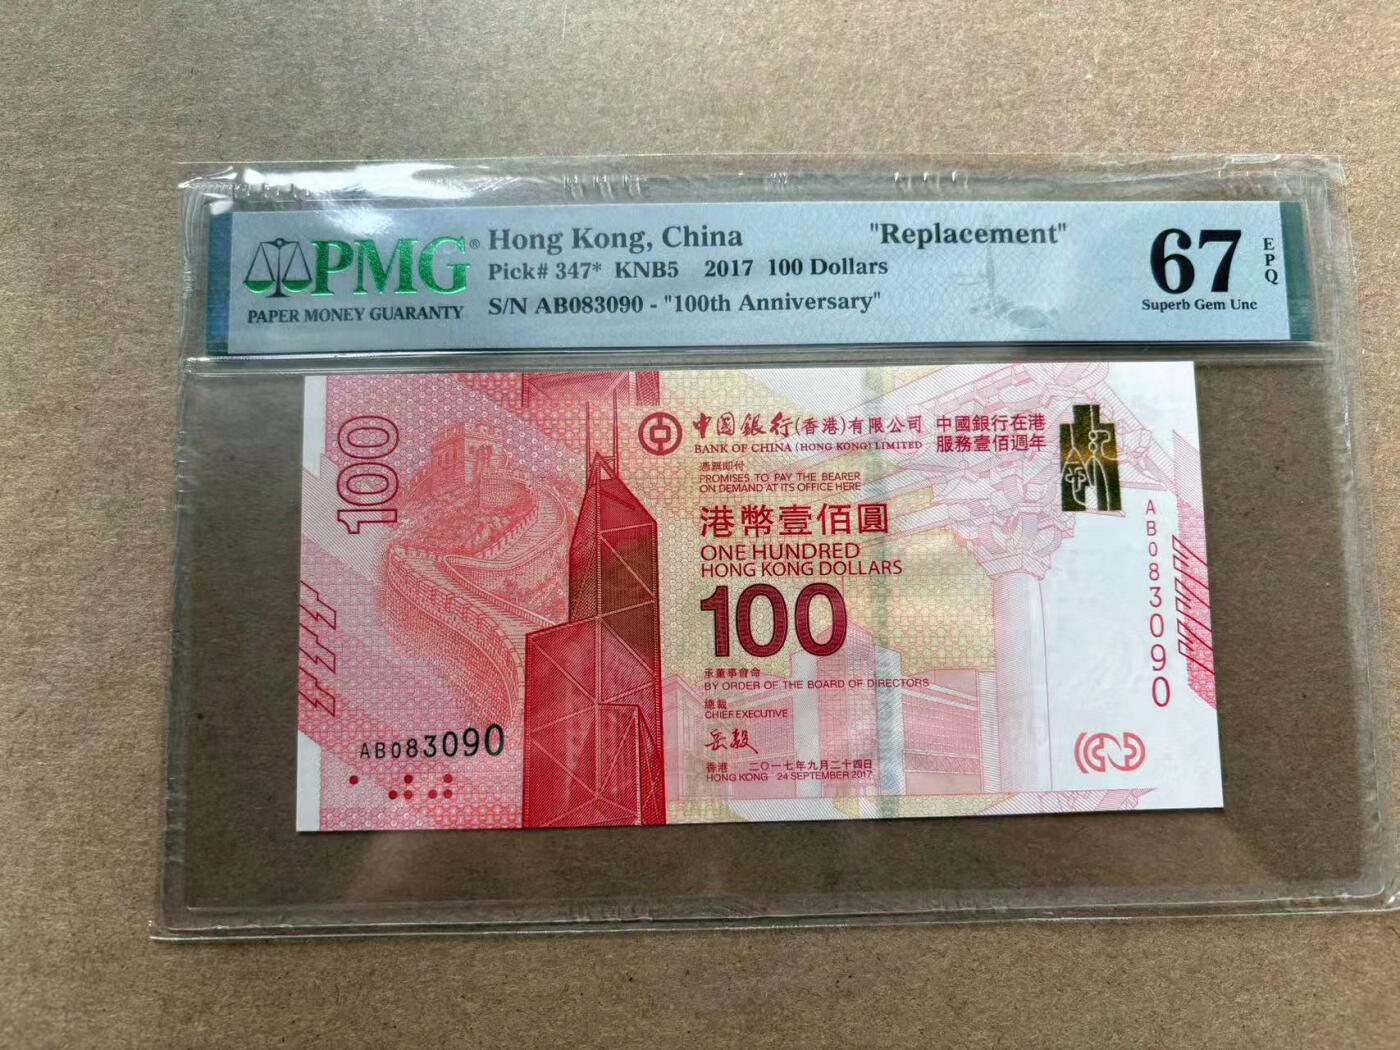 PMG®
PAPER MONEY GUARANTY
Hong Kong, China "Replacement"
Pick# 347* KNB5 2017 100 Dollars
S/N AB083090 - "100th Anniversary"
67
EPQ
Superb Gem Unc
100
中国银行(香港)有限公司
BANK OF CHINA (HONG KONG) LIMITED
中國銀行在港
服務壹佰週年
憑票即付
PROMISES TO PAY THE BEARER
ON DEMAND AT ITS OFFICE HERE
港幣壹佰圓
ONE HUNDRED
HONG KONG DOLLARS
100
承董事會命
BY ORDER OF THE BOARD OF DIRECTORS
總裁
CHIEF EXECUTIVE
岳毅
香港 二〇一七年九月二十四日
HONG KONG 24 SEPTEMBER 2017
AB083090
AB083090